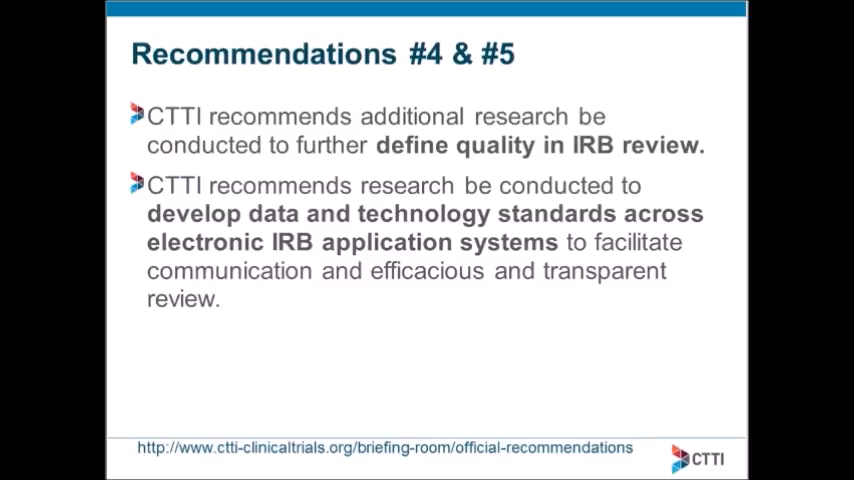 Recommendations #4 & #5
CTTI recommends additional research be
conducted to further define quality in IRB review.
CTTI recommends research be conducted to
develop data and technology standards across
electronic IRB application systems to facilitate
communication and efficacious and transparent
review.
http://www.ctti-clinicaltrials.org/briefing-room/official-recommendations
CTTI